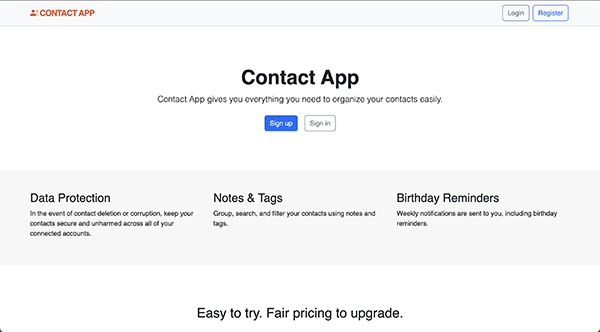 CONTACT APP
Login
Register
Contact App
Contact App gives you everything you need to organize your contacts easily.
Sign up
Sign in
Data Protection
In the event of contact deletion or corruption, keep your
contacts secure and unharmed across all of your
connected accounts.
Notes & Tags
Group, search, and filter your contacts using notes and
tags.
Birthday Reminders
Weekly notifications are sent to you, including birthday
reminders.
Easy to try. Fair pricing to upgrade.